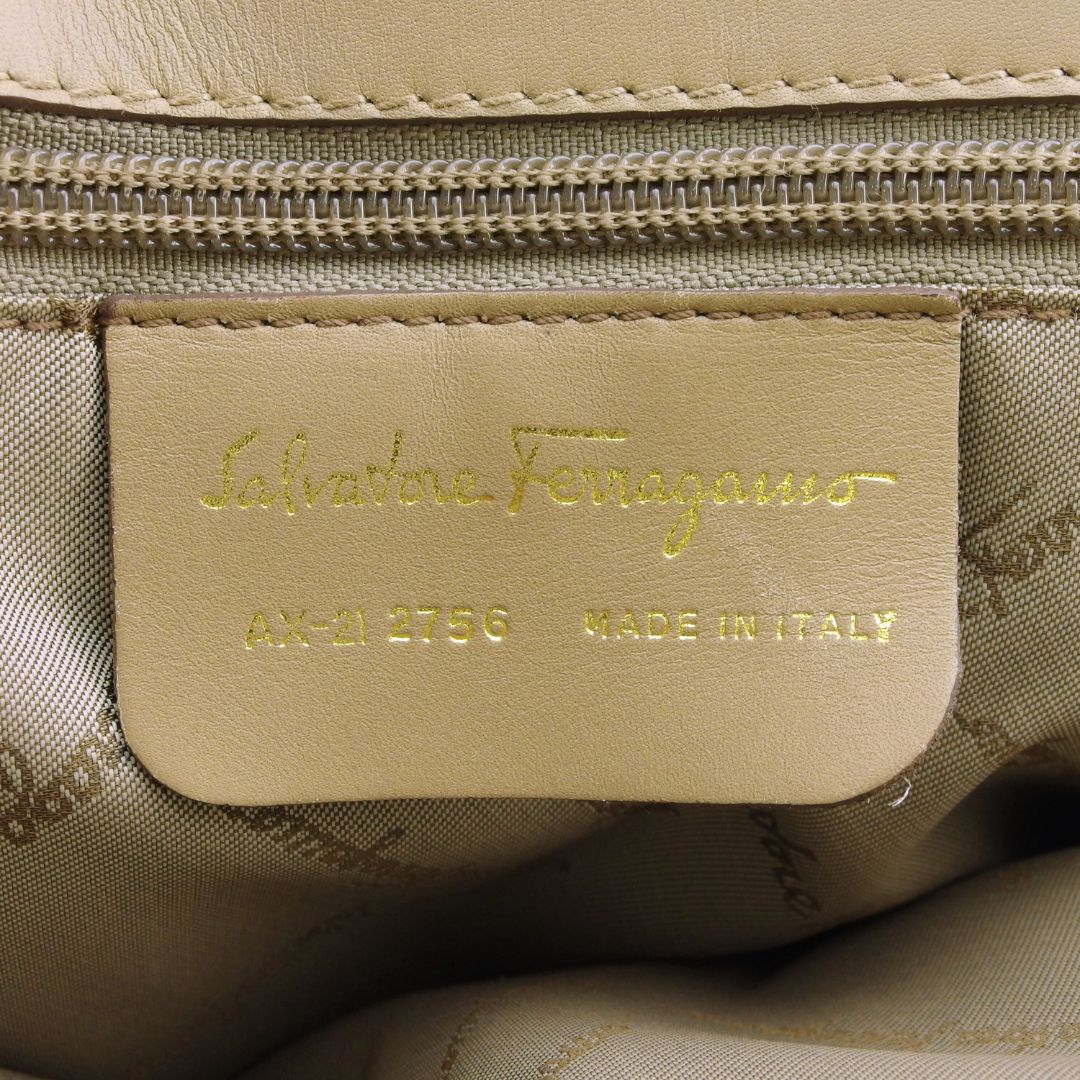 Salvatore Ferragamo
AX-21 2756 MADE IN ITALY